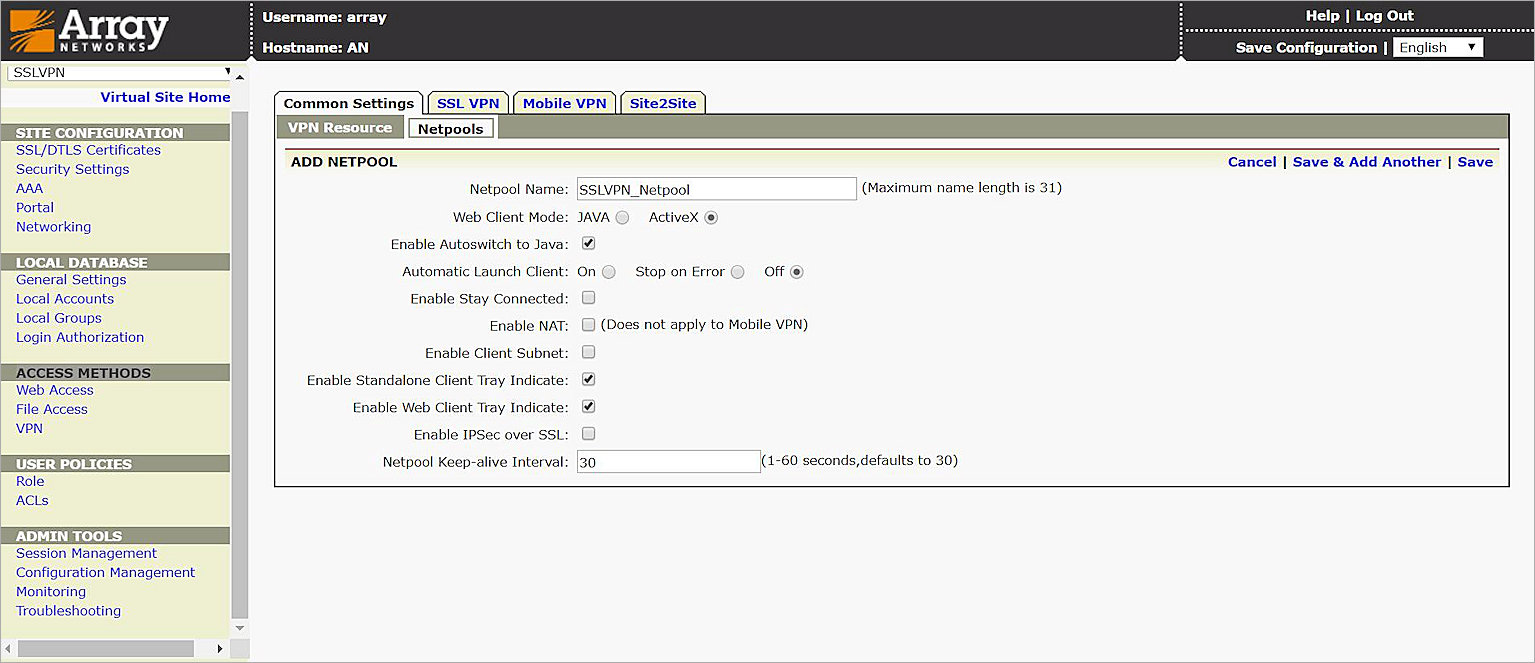 Array
NETWORKS
Username: array
Hostname: AN
Help | Log Out
Save Configuration | English
SSLVPN
Virtual Site Home
SITE CONFIGURATION
SSL/DTLS Certificates
Security Settings
AAA
Portal
Networking
LOCAL DATABASE
General Settings
Local Accounts
Local Groups
Login Authorization
ACCESS METHODS
Web Access
File Access
VPN
USER POLICIES
Role
ACLs
ADMIN TOOLS
Session Management
Configuration Management
Monitoring
Troubleshooting
Common Settings SSL VPN Mobile VPN Site2Site
VPN Resource Netpools
ADD NETPOOL Cancel | Save & Add Another | Save
Netpool Name: SSLVPN_Netpool (Maximum name length is 31)
Web Client Mode: JAVA ActiveX
Enable Autoswitch to Java:
Automatic Launch Client: On Stop on Error Off
Enable Stay Connected:
Enable NAT: (Does not apply to Mobile VPN)
Enable Client Subnet:
Enable Standalone Client Tray Indicate:
Enable Web Client Tray Indicate:
Enable IPSec over SSL:
Netpool Keep-alive Interval: 30 (1-60 seconds,defaults to 30)